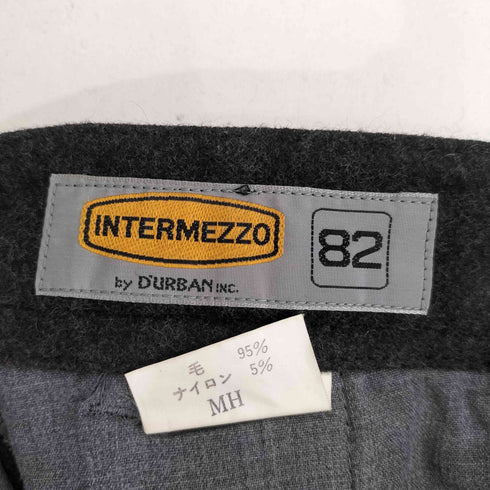 INTERMEZZO
by D'URBAN INC.
82
毛 95%
ナイロン 5%
MH